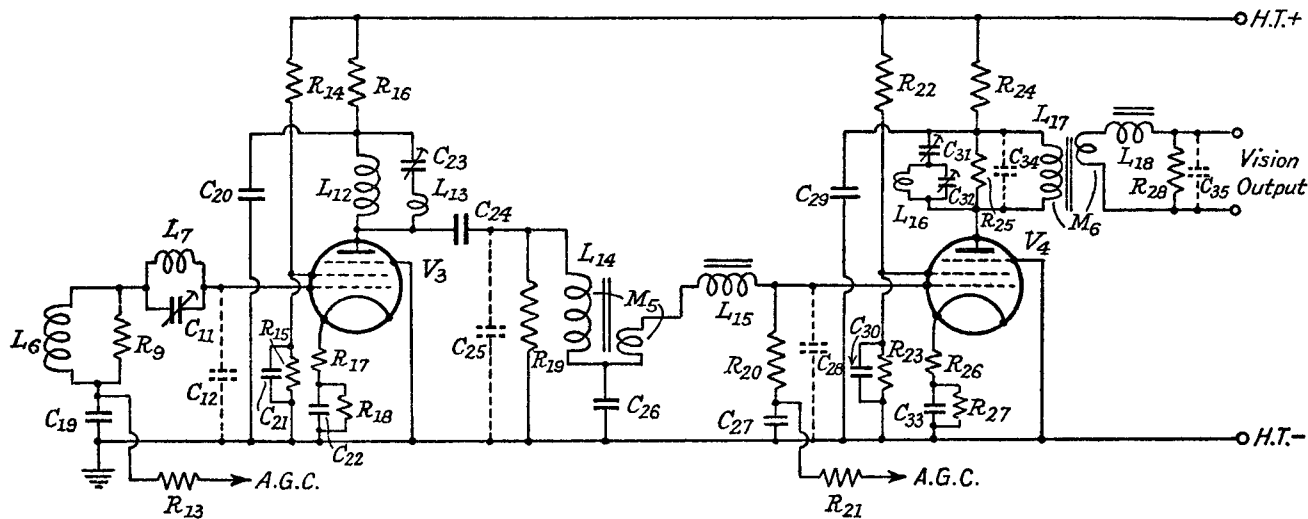 H.T.+
R14
R16
R22
R24
C23
L12
L13
C20
C24
L7
V3
L14
M5
L15
L6
R9
C11
C12
R15
C21
R17
R18
C22
C25
R19
C26
C19
R13
A.G.C.
C31
C34
L17
L18
C29
C32
L16
R25
M6
R28
C35
Vision
Output
V4
R20
C28
C30
R23
R26
C27
C33
R27
H.T.-
A.G.C.
R21